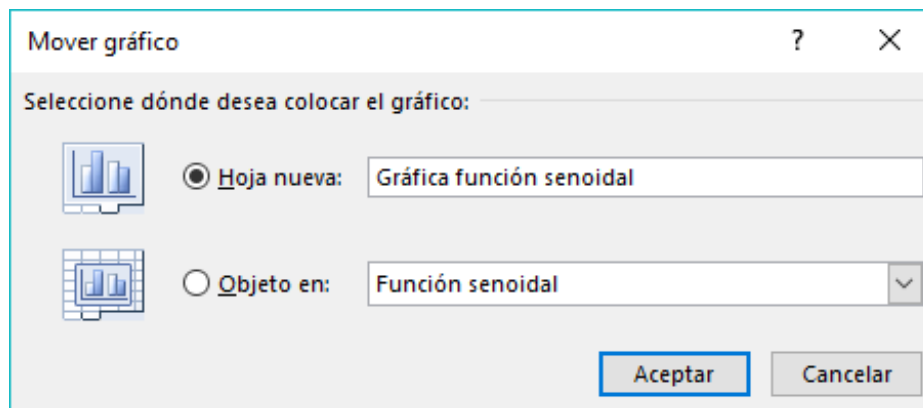 Mover gráfico ?
Seleccione dónde desea colocar el gráfico:
Hoja nueva: Gráfica función senoidal
Objeto en: Función senoidal
Aceptar Cancelar